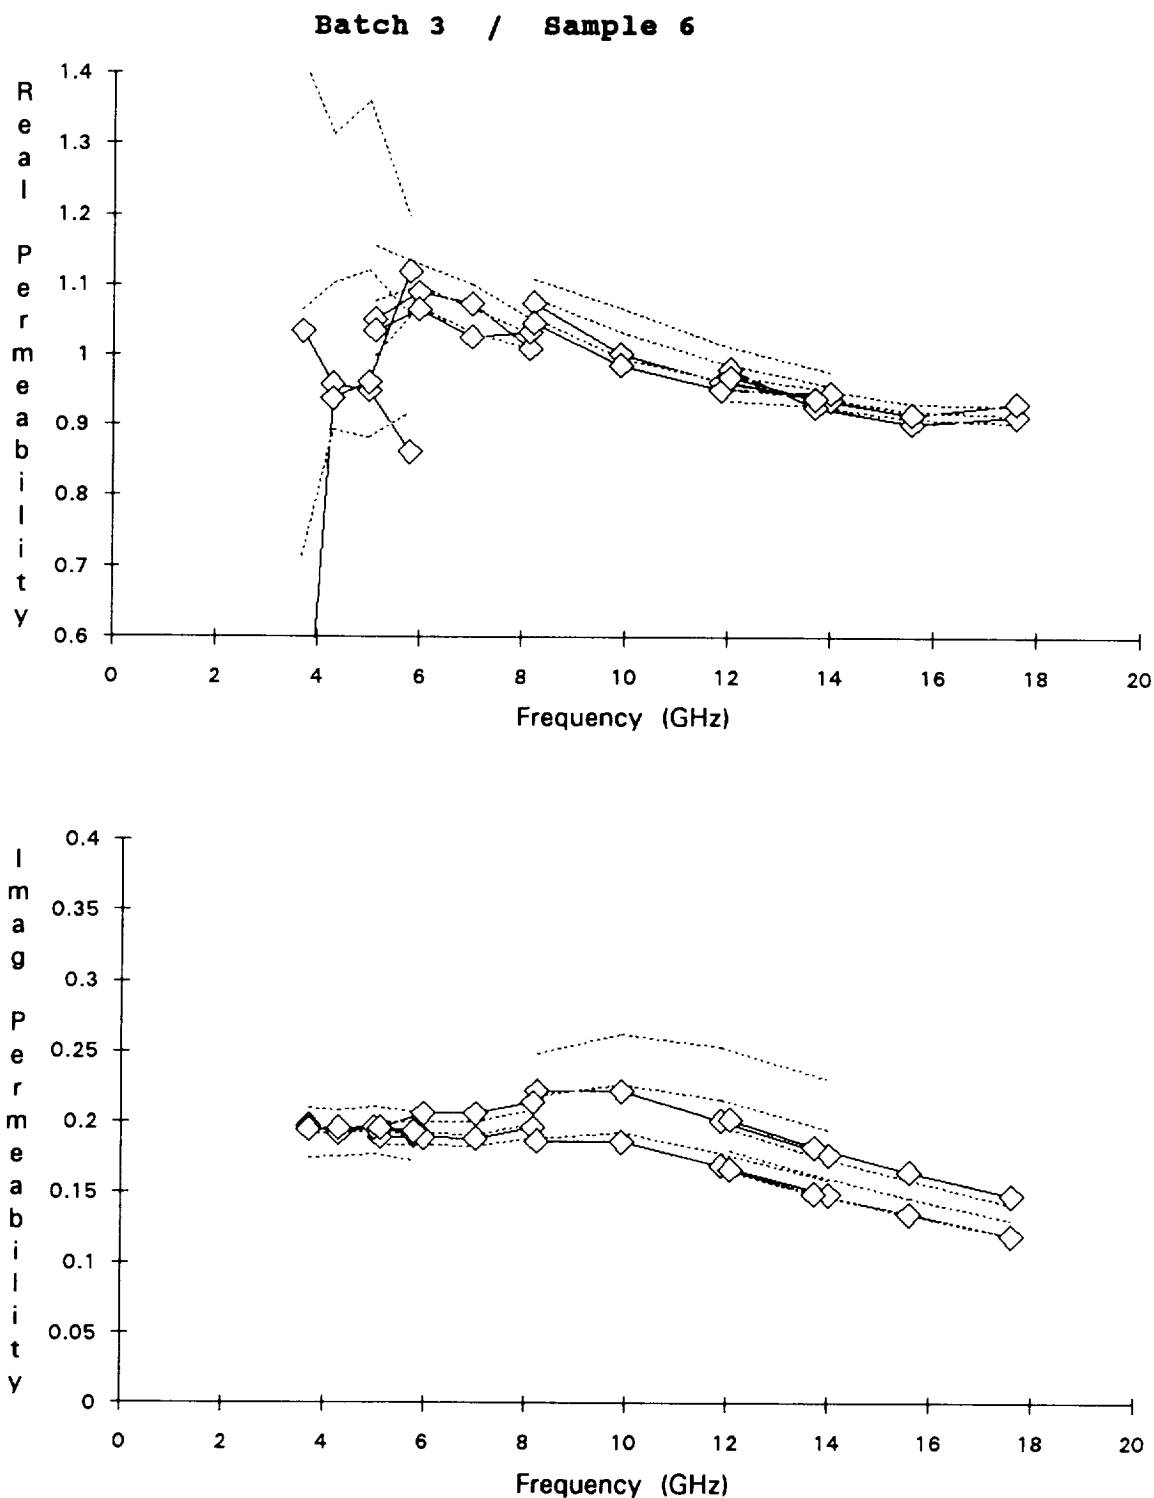 Batch 3 / Sample 6
Real Permeability
1.4
1.3
1.2
1.1
1
0.9
0.8
0.7
0.6
0 2 4 6 8 10 12 14 16 18 20
Frequency (GHz)
Imag Permeability
0.4
0.35
0.3
0.25
0.2
0.15
0.1
0.05
0
0 2 4 6 8 10 12 14 16 18 20
Frequency (GHz)